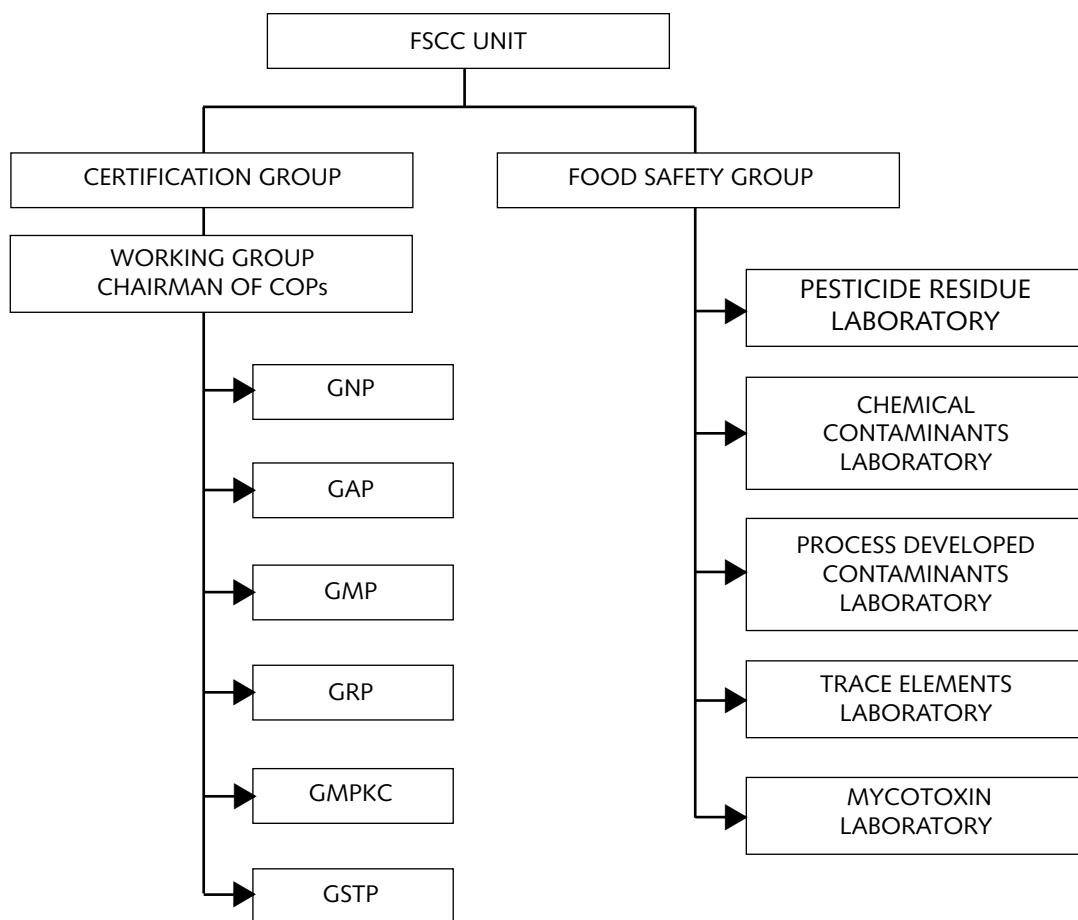 FSCC UNIT
CERTIFICATION GROUP
FOOD SAFETY GROUP
WORKING GROUP
CHAIRMAN OF COPs
GNP
GAP
GMP
GRP
GMPKC
GSTP
PESTICIDE RESIDUE
LABORATORY
CHEMICAL
CONTAMINANTS
LABORATORY
PROCESS DEVELOPED
CONTAMINANTS
LABORATORY
TRACE ELEMENTS
LABORATORY
MYCOTOXIN
LABORATORY